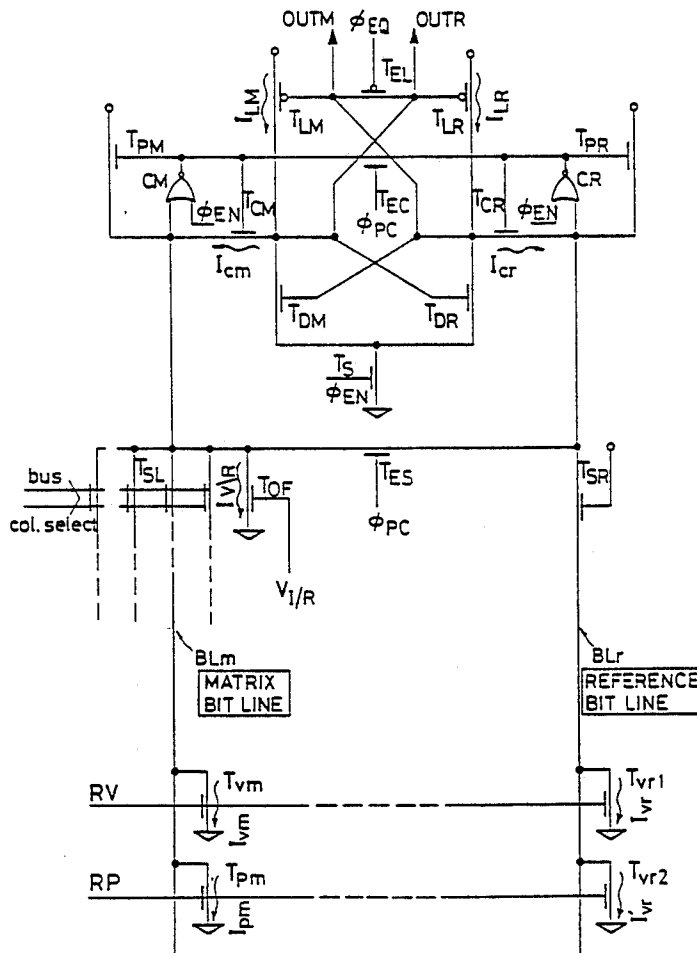 OUTM ϕEQ OUTR
TEL
ILM TLM TLR ILR
TPM TPR
CM TCM TEC TCR CR
ϕEN ϕPC ϕEN
Icm Icr
TDM TDR
TS
ϕEN
bus TSL IV/R TOF TES TSR
col. select
ϕPC
VI/R
BLm BLr
MATRIX
BIT LINE
REFERENCE
BIT LINE
RV Tvm Tvr1
Ivm Ivr
RP Tpm Tvr2
Ipm Ivr